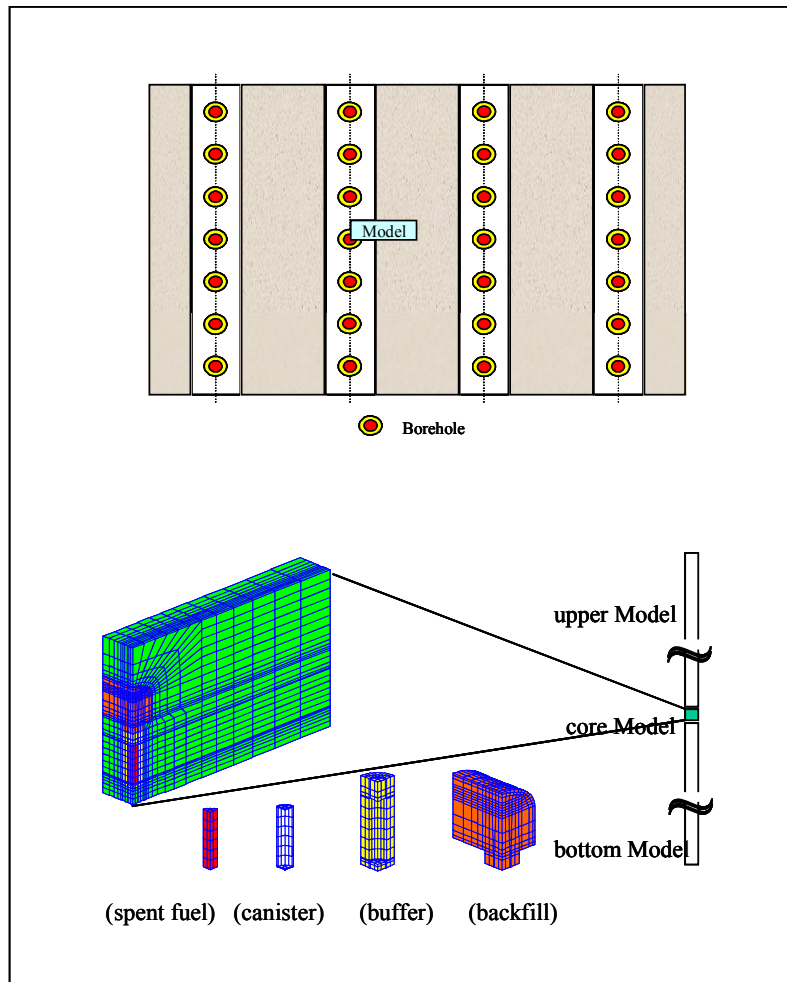 Model
Borehole
upper Model
core Model
bottom Model
(spent fuel) (canister) (buffer) (backfill)